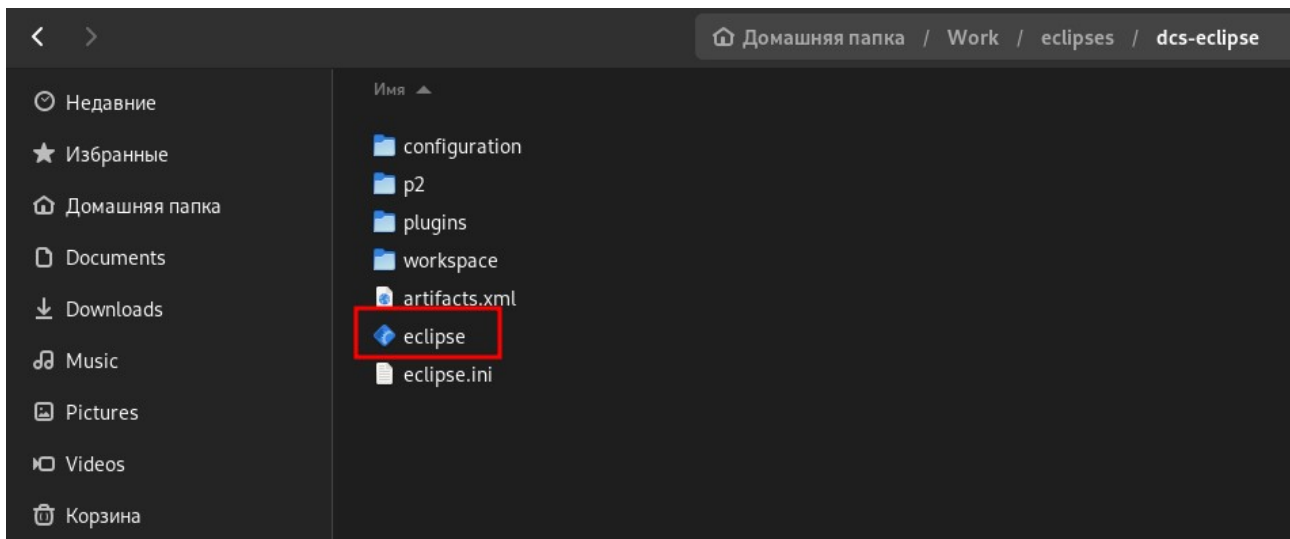 Домашняя папка / Work / eclipses / dcs-eclipse
Недавние
Избранные
Домашняя папка
Documents
Downloads
Music
Pictures
Videos
Корзина
Имя
configuration
p2
plugins
workspace
artifacts.xml
eclipse
eclipse.ini